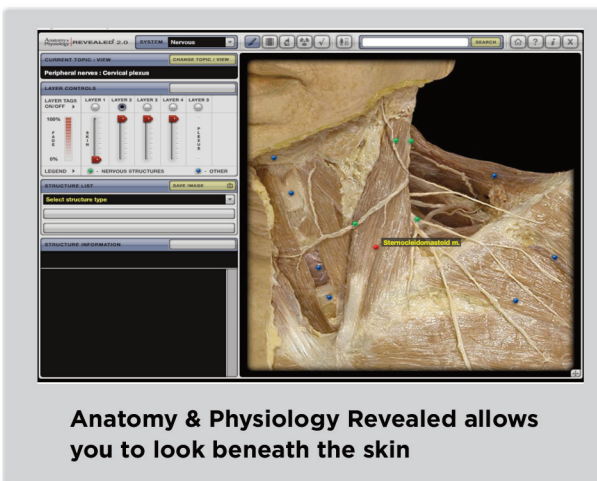 Anatomy & Physiology REVEALED® 2.0 SYSTEM Nervous SEARCH ? i X
CURRENT TOPIC : VIEW CHANGE TOPIC / VIEW
Peripheral nerves : Cervical plexus
LAYER CONTROLS
LAYER TAGS ON/OFF LAYER 1 LAYER 2 LAYER 3 LAYER 4 LAYER 5
100%
FADE SKIN PLEXUS
0%
LEGEND - NERVOUS STRUCTURES - OTHER
STRUCTURE LIST SAVE IMAGE
Select structure type
STRUCTURE INFORMATION
Sternocleidomastoid m.
Anatomy & Physiology Revealed allows
you to look beneath the skin